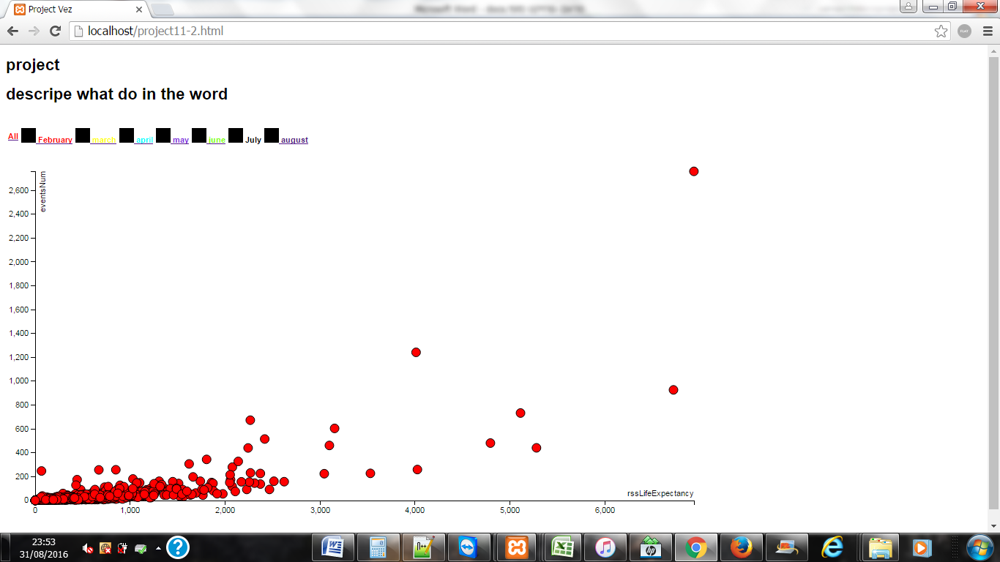 Project Vez
localhost/project11-2.html
project
descripe what do in the word
All February march april may june July august
eventsNum
2,600
2,400
2,200
2,000
1,800
1,600
1,400
1,200
1,000
800
600
400
200
0
rssLifeExpectancy
0 1,000 2,000 3,000 4,000 5,000 6,000
23:53
31/08/2016